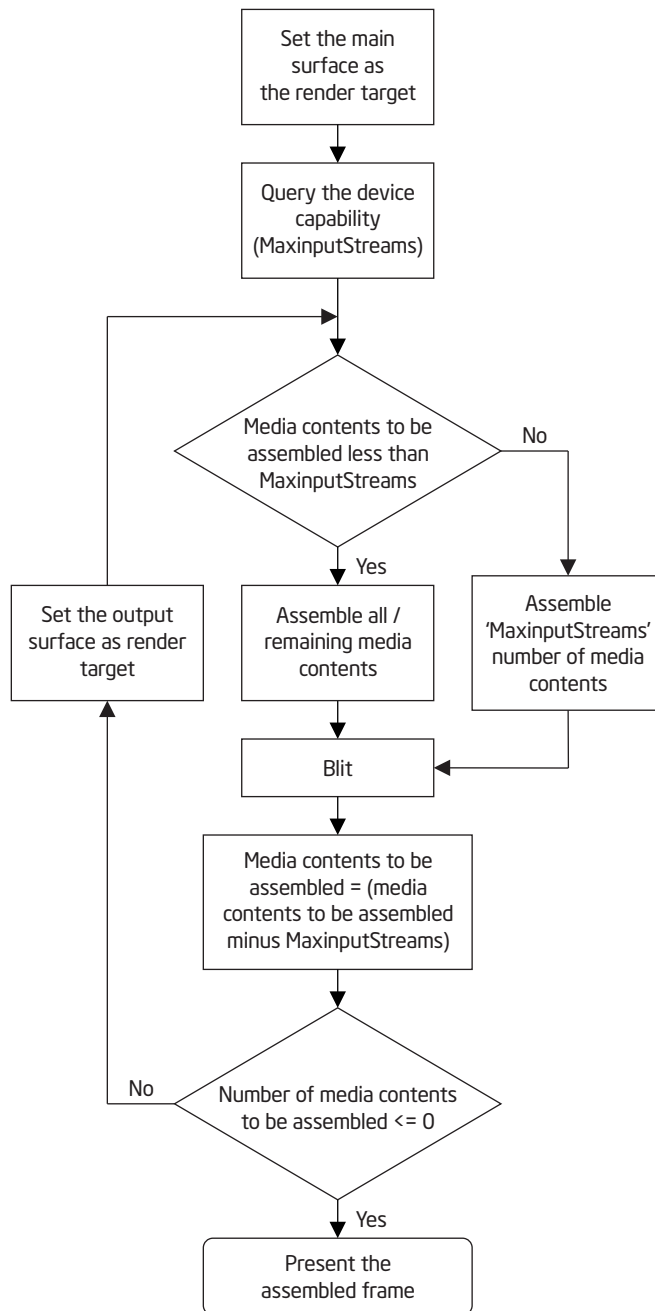 Set the main
surface as
the render target
Query the device
capability
(MaxinputStreams)
Media contents to be
assembled less than
MaxinputStreams
No
Yes
Set the output
surface as render
target
Assemble all /
remaining media
contents
Assemble
‘MaxinputStreams’
number of media
contents
Blit
Media contents to be
assembled = (media
contents to be assembled
minus MaxinputStreams)
No
Number of media contents
to be assembled <= 0
Yes
Present the
assembled frame